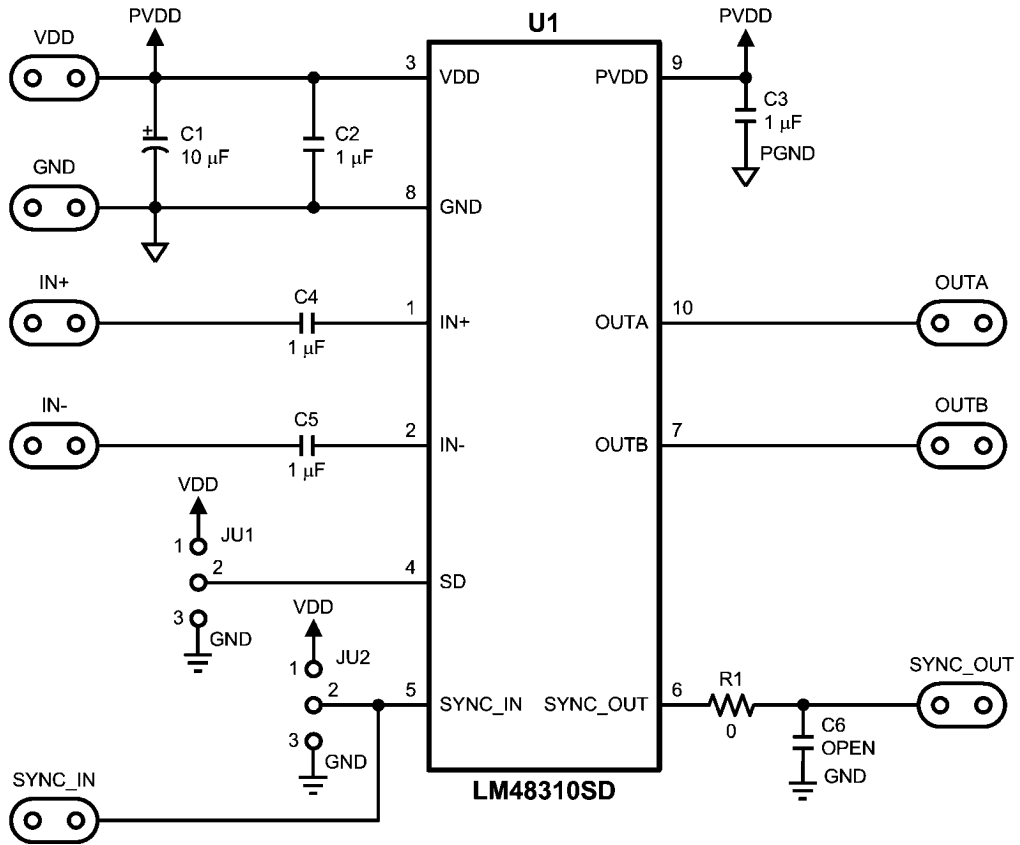 U1
VDD
PVDD
PVDD
3
VDD
PVDD
9
+
C1
10 µF
C2
1 µF
C3
1 µF
PGND
GND
8
GND
IN+
C4
1 µF
1
IN+
OUTA
10
OUTA
IN-
C5
1 µF
2
IN-
OUTB
7
OUTB
VDD
JU1
1
2
3
GND
4
SD
VDD
JU2
1
2
3
GND
5
SYNC_IN
SYNC_OUT
6
R1
0
C6
OPEN
GND
SYNC_OUT
SYNC_IN
LM48310SD